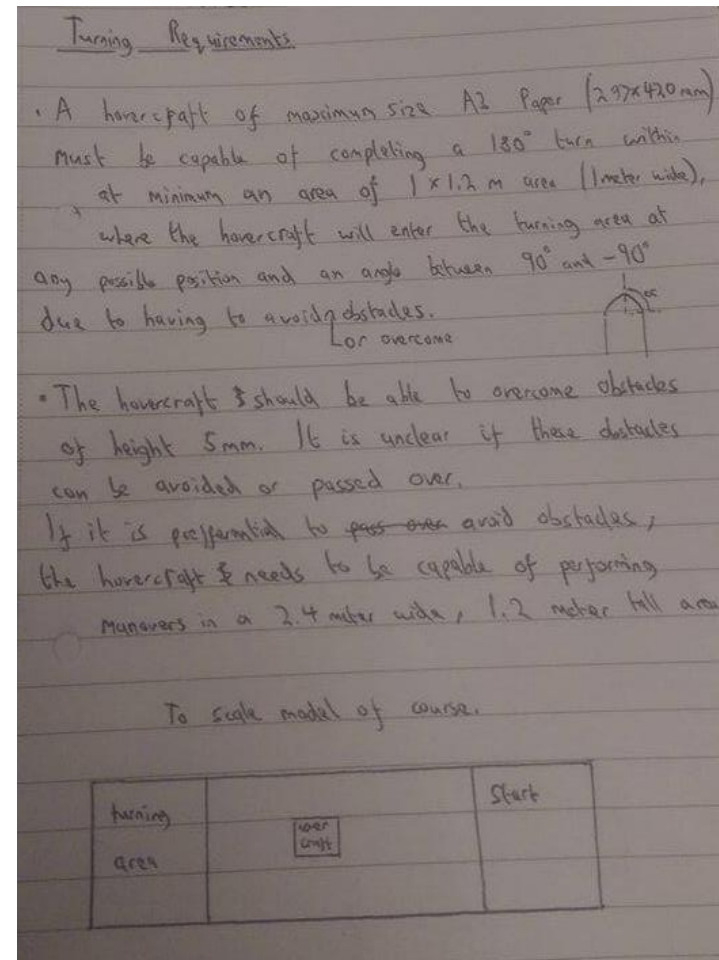 Turning Requirements
• A hovercraft of maximum size A3 Paper (297x420 mm)
must be capable of completing a 180° turn within
at minimum an area of 1 x 1.2 m area (1 meter wide),
where the hovercraft will enter the turning area at
any possible position and an angle between 90° and -90°
due to having to avoid obstacles.
or overcome
• The hovercraft should be able to overcome obstacles
of height 5mm. It is unclear if these obstacles
can be avoided or passed over.
If it is prefferential to pass over avoid obstacles,
the hovercraft needs to be capable of performing
manovers in a 2.4 meter wide, 1.2 meter tall area
To scale model of course.
turning
area
hover
craft
Start